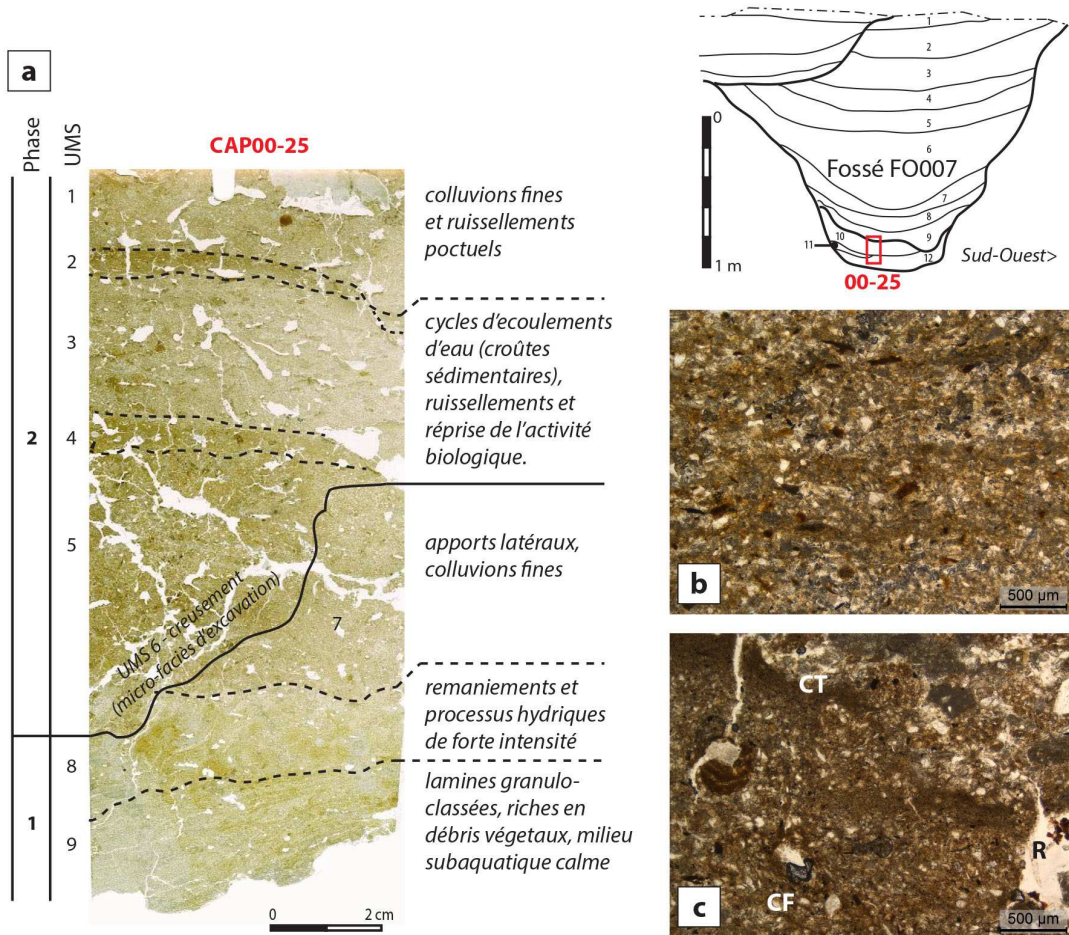 a
Phase
UMS
CAP00-25
1
2
3
4
5
7
8
9
2
1
UMS 6 - creusement
(micro-faciès d'excavation)
colluvions fines
et ruissellements
poctuels
cycles d'ecoulements
d'eau (croûtes
sédimentaires),
ruissellements et
réprise de l'activité
biologique.
apports latéraux,
colluvions fines
remaniements et
processus hydriques
de forte intensité
lamines granulo-
classées, riches en
débris végetaux, milieu
subaquatique calme
0 2 cm
0
1 m
1
2
3
4
5
6
Fossé FO007
7
8
9
10
11
12
Sud-Ouest>
00-25
b
500 µm
CT
R
CF
c
500 µm